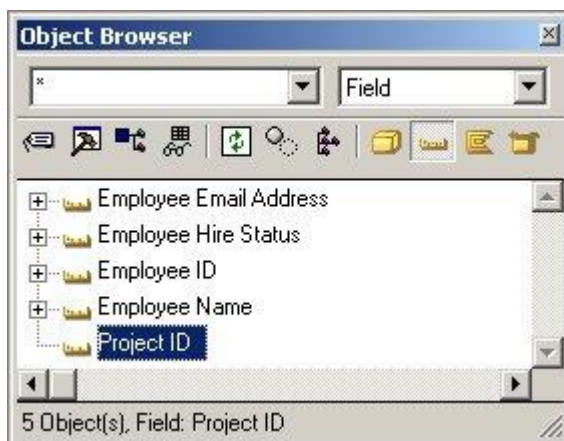 Object Browser
*
Field
Employee Email Address
Employee Hire Status
Employee ID
Employee Name
Project ID
5 Object(s), Field: Project ID